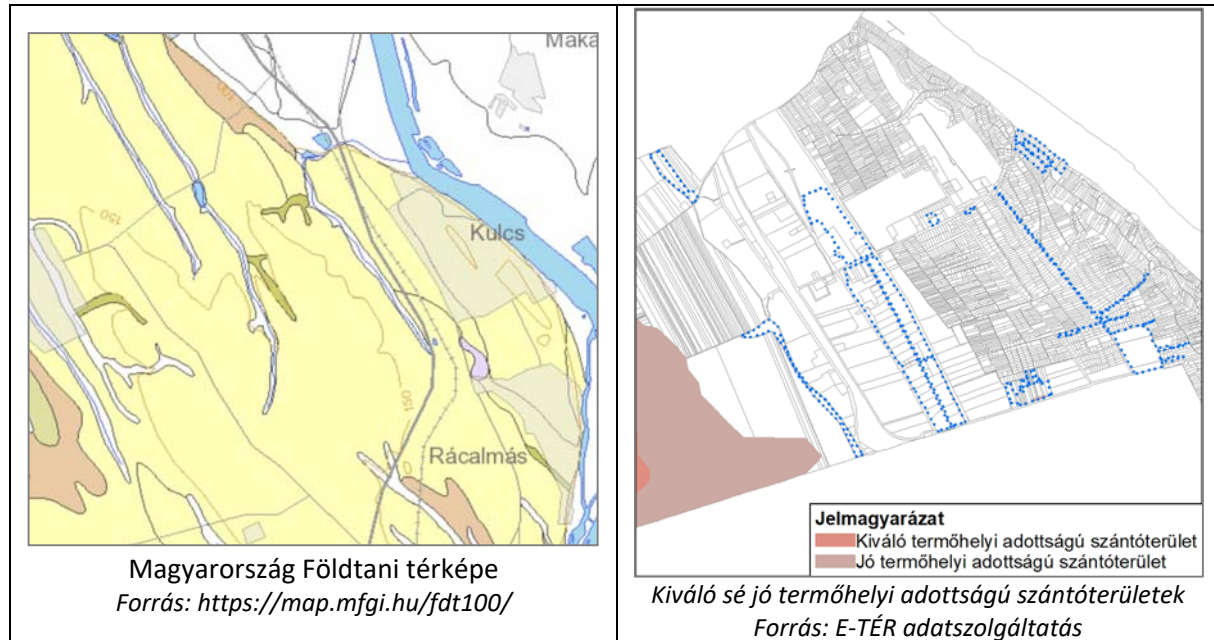 Maka
100
150
Kulcs
150
Rácalmás
Magyarország Földtani térképe
Forrás: https://map.mfgi.hu/fdt100/
Jelmagyarázat
Kiváló termőhelyi adottságú szántóterület
Jó termőhelyi adottságú szántóterület
Kiváló sé jó termőhelyi adottságú szántóterületek
Forrás: E-TÉR adatszolgáltatás